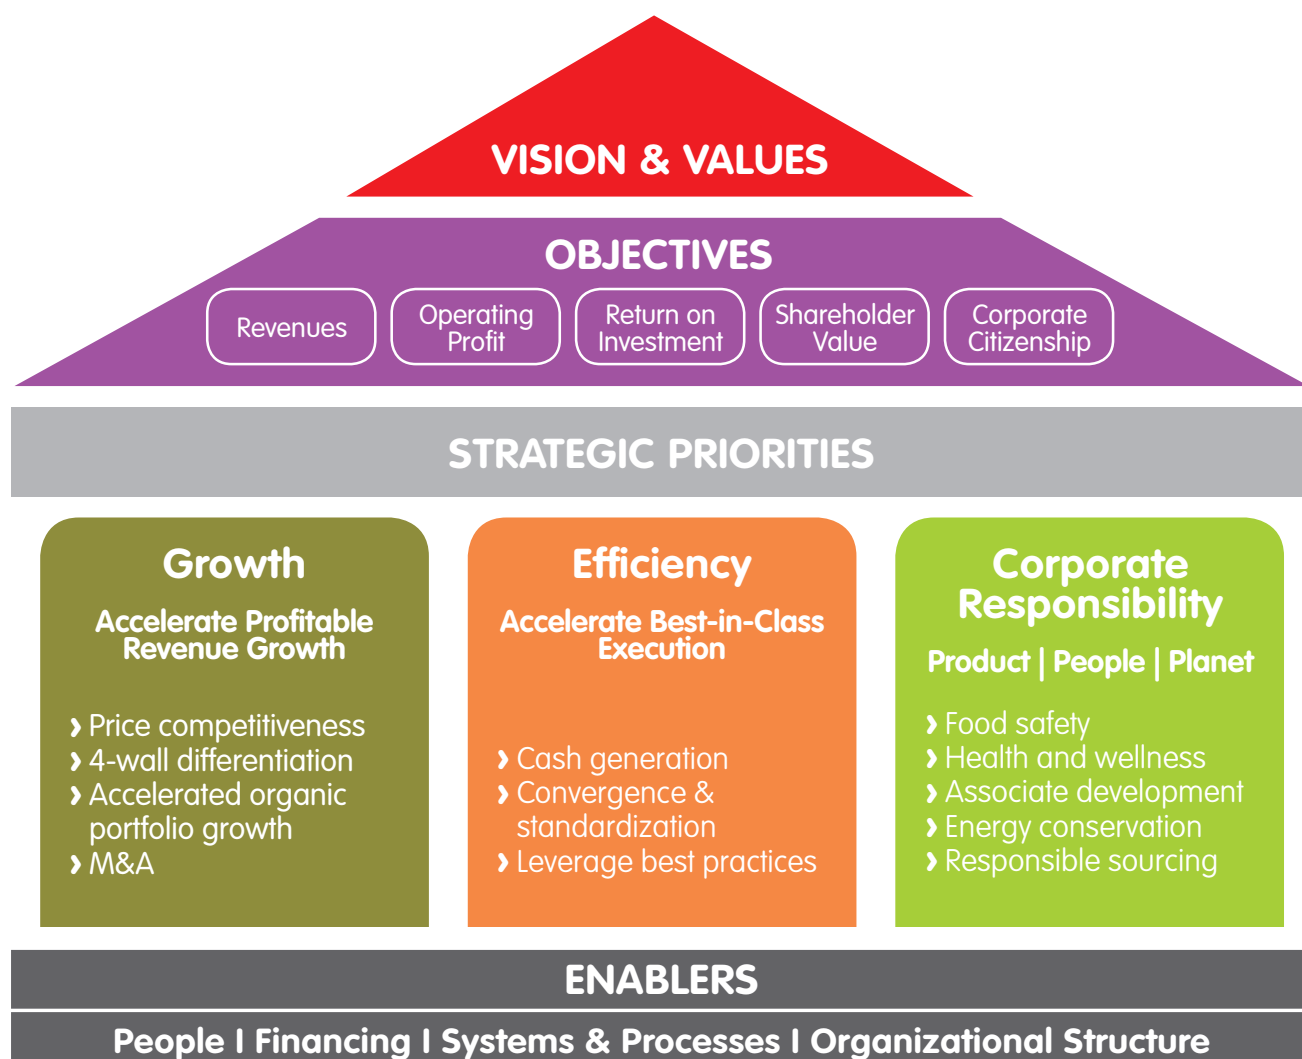 VISION & VALUES
OBJECTIVES
Revenues
Operating
Profit
Return on
Investment
Shareholder
Value
Corporate
Citizenship
STRATEGIC PRIORITIES
Growth
Accelerate Profitable
Revenue Growth
❯ Price competitiveness
❯ 4-wall differentiation
❯ Accelerated organic
portfolio growth
❯ M&A
Efficiency
Accelerate Best-in-Class
Execution
❯ Cash generation
❯ Convergence &
standardization
❯ Leverage best practices
Corporate
Responsibility
Product | People | Planet
❯ Food safety
❯ Health and wellness
❯ Associate development
❯ Energy conservation
❯ Responsible sourcing
ENABLERS
People I Financing I Systems & Processes I Organizational Structure